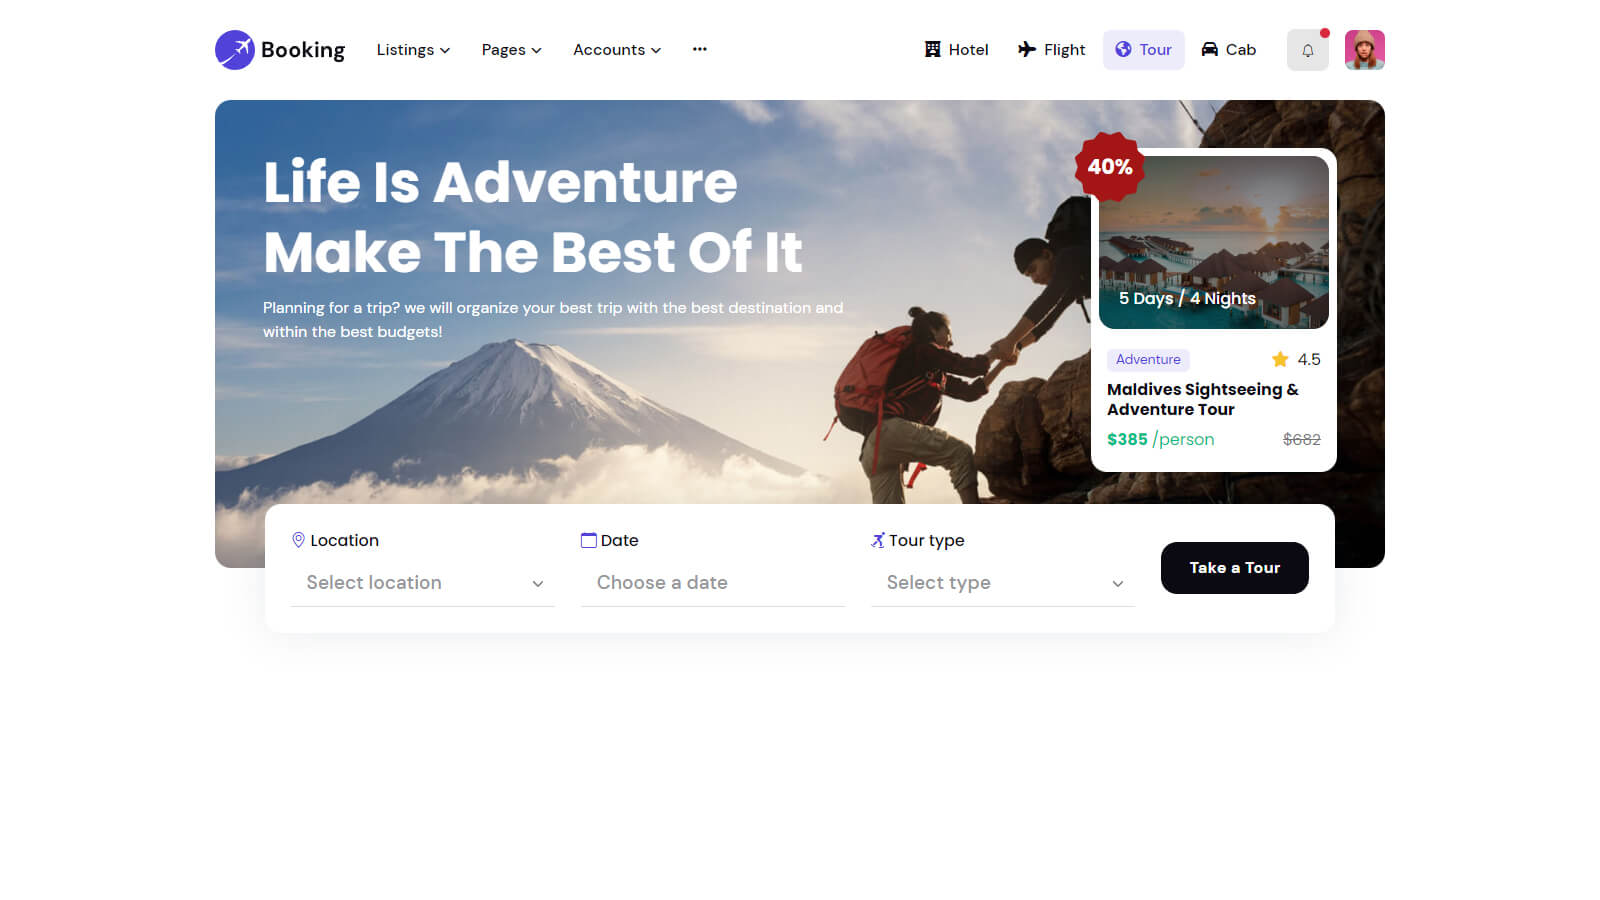 Booking
Listings
Pages
Accounts
Hotel
Flight
Tour
Cab
Life Is Adventure
Make The Best Of It
Planning for a trip? we will organize your best trip with the best destination and
within the best budgets!
40%
5 Days / 4 Nights
Adventure
4.5
Maldives Sightseeing &
Adventure Tour
$385 /person
$682
Location
Select location
Date
Choose a date
Tour type
Select type
Take a Tour